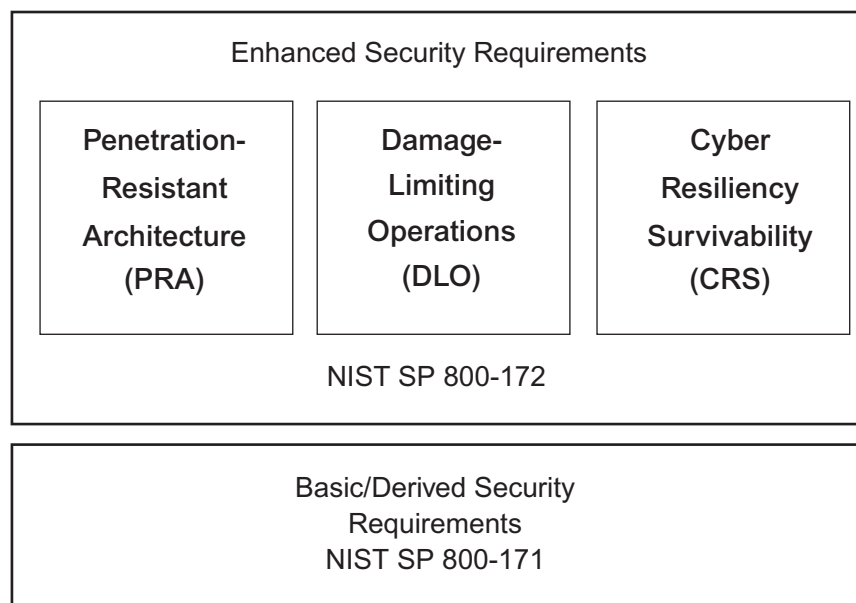 Enhanced Security Requirements
Penetration-
Resistant
Architecture
(PRA)
Damage-
Limiting
Operations
(DLO)
Cyber
Resiliency
Survivability
(CRS)
NIST SP 800-172
Basic/Derived Security
Requirements
NIST SP 800-171